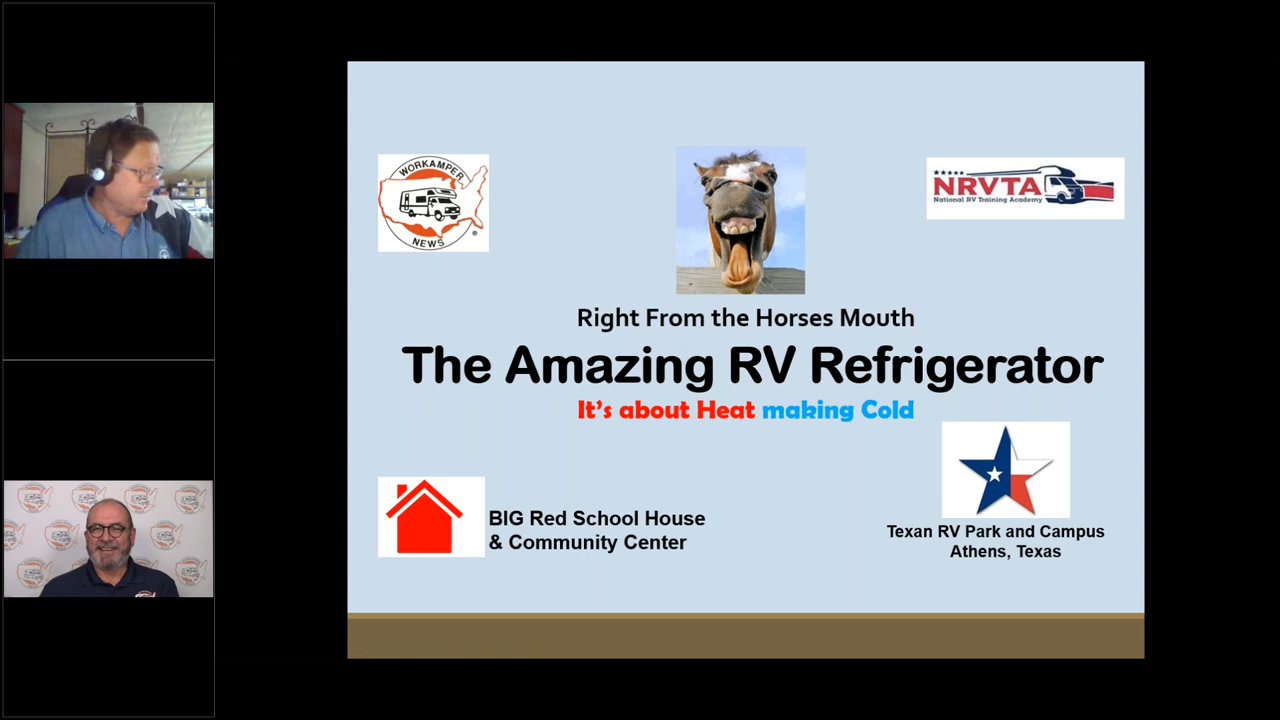 WORKAMPER
NEWS
NRVTA
National RV Training Academy
Right From the Horses Mouth
The Amazing RV Refrigerator
It's about Heat making Cold
BIG Red School House
& Community Center
Texan RV Park and Campus
Athens, Texas